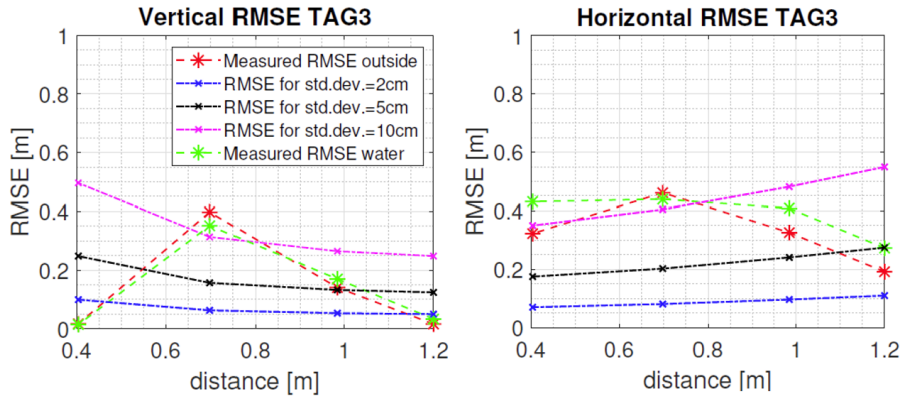 Vertical RMSE TAG3
RMSE [m]
1
0.8
0.6
0.4
0.2
0
Measured RMSE outside
RMSE for std.dev.=2cm
RMSE for std.dev.=5cm
RMSE for std.dev.=10cm
Measured RMSE water
0.4 0.6 0.8 1 1.2
distance [m]
Horizontal RMSE TAG3
RMSE [m]
1
0.8
0.6
0.4
0.2
0
0.4 0.6 0.8 1 1.2
distance [m]